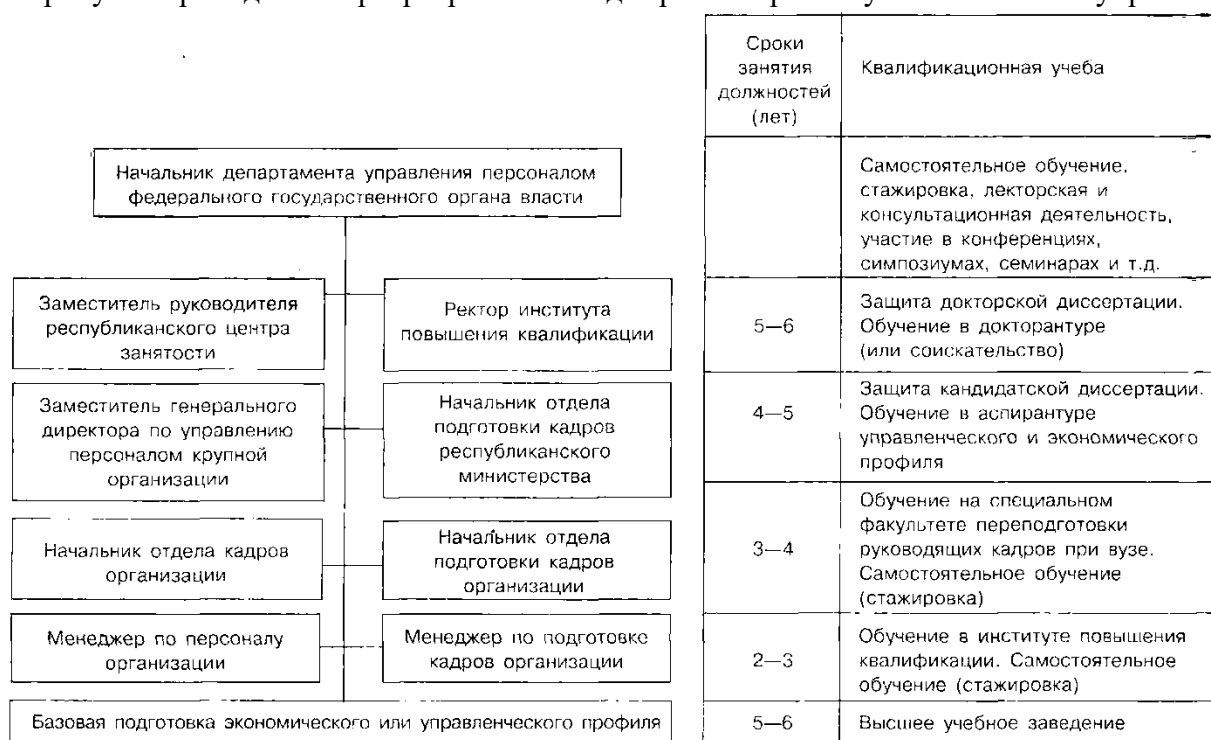 Сроки
занятия
должностей
(лет)
Квалификационная учеба
Начальник департамента управления персоналом
федерального государственного органа власти
Самостоятельное обучение,
стажировка, лекторская и
консультационная деятельность,
участие в конференциях,
симпозиумах, семинарах и т.д.
Заместитель руководителя
республиканского центра
занятости
Ректор института
повышения квалификации
5—6
Защита докторской диссертации.
Обучение в докторантуре
(или соискательство)
Заместитель генерального
директора по управлению
персоналом крупной
организации
Начальник отдела
подготовки кадров
республиканского
министерства
4—5
Защита кандидатской диссертации.
Обучение в аспирантуре
управленческого и экономического
профиля
Начальник отдела кадров
организации
Начальник отдела
подготовки кадров
организации
3—4
Обучение на специальном
факультете переподготовки
руководящих кадров при вузе.
Самостоятельное обучение
(стажировка)
Менеджер по персоналу
организации
Менеджер по подготовке
кадров организации
2—3
Обучение в институте повышения
квалификации. Самостоятельное
обучение (стажировка)
Базовая подготовка экономического или управленческого профиля
5—6
Высшее учебное заведение